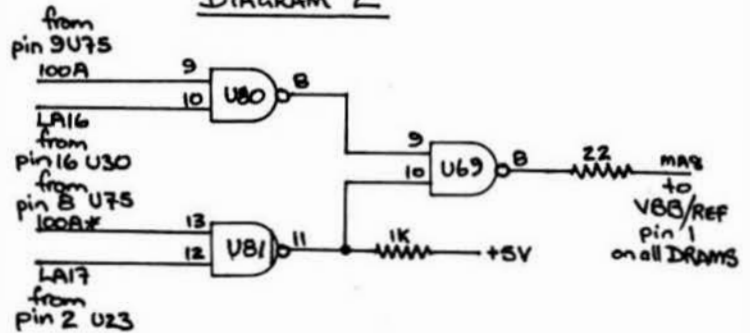 DIAGRAM 2
from
pin 9U75
100A
9
U80
8
10
LA16
from
pin 16 U30
from
pin 8 U75
100A*
13
U81
11
12
LA17
from
pin 2 U23
1K
+5V
9
10
U69
8
22
MA8
to
VBB/REF
pin 1
on all DRAMS